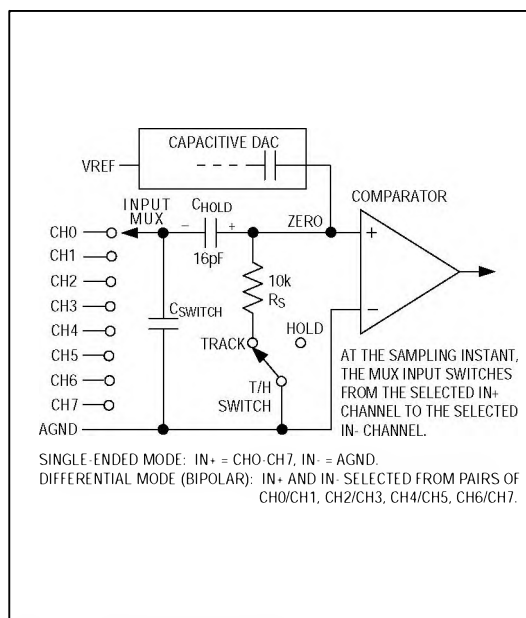 CAPACITIVE DAC
VREF
COMPARATOR
INPUT
MUX
CHOLD
ZERO
– +
16pF
+
–
CH0
CH1
CH2
CH3
CH4
CH5
CH6
CH7
AGND
CSWITCH
10k
RS
HOLD
TRACK
T/H
SWITCH
AT THE SAMPLING INSTANT,
THE MUX INPUT SWITCHES
FROM THE SELECTED IN+
CHANNEL TO THE SELECTED
IN- CHANNEL.
SINGLE-ENDED MODE: IN+ = CHO-CH7, IN- = AGND.
DIFFERENTIAL MODE (BIPOLAR): IN+ AND IN- SELECTED FROM PAIRS OF
CH0/CH1, CH2/CH3, CH4/CH5, CH6/CH7.